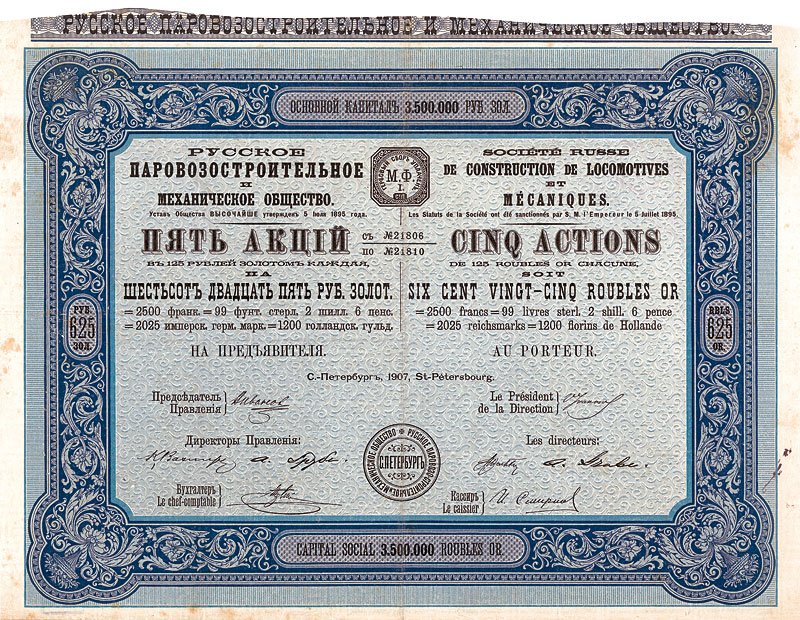 РУССКОЕ ПАРОВОЗОСТРОИТЕЛЬНОЕ И МЕХАНИЧЕСКОЕ ОБЩЕСТВО.
ОСНОВНОЙ КАПИТАЛЪ 3.500.000 РУБ. ЗОЛ.
РУССКОЕ
ПАРОВОЗОСТРОИТЕЛЬНОЕ
И
МЕХАНИЧЕСКОЕ ОБЩЕСТВО.
Уставъ Общества ВЫСОЧАЙШЕ утвержденъ 5 Іюля 1895 года.
М.Ф.
SOCIÉTÉ RUSSE
DE CONSTRUCTION DE LOCOMOTIVES
ET
MÉCANIQUES.
Les Statuts de la Société ont été sanctionnés par S. M. l'Empereur le 5 Juillet 1895.
ПЯТЬ АКЦІЙ
съ №21806
по №21810
CINQ ACTIONS
ВЪ 125 РУБЛЕЙ ЗОЛОТОМЪ КАЖДАЯ,
НА
ШЕСТЬСОТЪ ДВАДЦАТЬ ПЯТЬ РУБ. ЗОЛОТ.
= 2500 франк. = 99 фунт. стерл. 2 шилл. 6 пенс.
= 2025 имперск. герм. марк. = 1200 голландск. гульд.
НА ПРЕДЪЯВИТЕЛЯ.
DE 125 ROUBLES OR CHACUNE,
SOIT
SIX CENT VINGT-CINQ ROUBLES OR
= 2500 francs = 99 livres sterl. 2 shill. 6 pence
= 2025 reichsmarks = 1200 florins de Hollande
AU PORTEUR.
РУБ.
625
ЗОЛ.
RBLS
625
OR.
С.-Петербургъ, 1907, St-Pétersbourg.
Предсѣдатель
Правленія
Le Président
de la Direction
Директоры Правленія:
Les directeurs:
РУССКОЕ ПАРОВОЗО-СТРОИТЕЛЬНОЕ И МЕХАНИЧЕСКОЕ ОБЩЕСТВО
С.ПЕТЕРБУРГЪ
Бухгалтеръ
Le chef-comptable
Кассиръ
Le caissier
И. Смирнов
CAPITAL SOCIAL 3.500.000 ROUBLES OR.